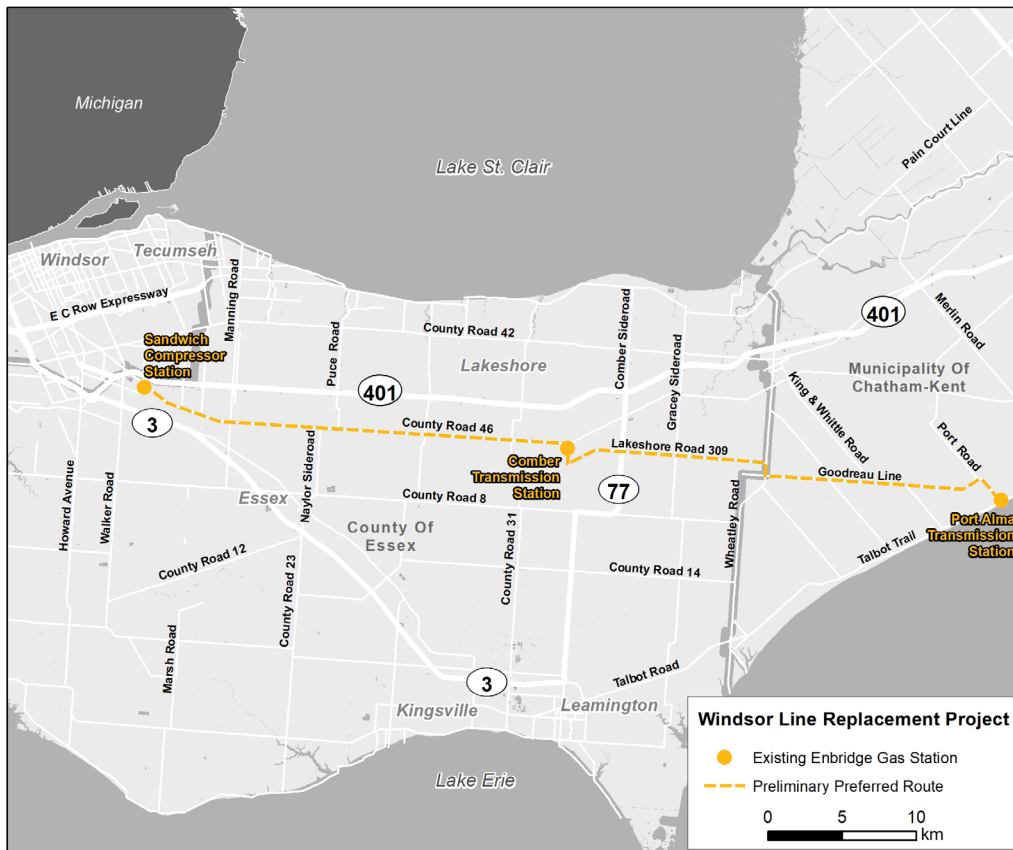 Michigan
Lake St. Clair
Pain Court Line
Windsor
Tecumseh
E C Row Expressway
Manning Road
Sandwich
Compressor
Station
County Road 42
Puce Road
Lakeshore
Comber Sideroad
Gracey Sideroad
401
Merlin Road
Municipality Of
Chatham-Kent
King & Whittle Road
401
3
County Road 46
Lakeshore Road 309
Comber
Transmission
Station
Port Road
Goodreau Line
Port Alma
Transmission
Station
Howard Avenue
Walker Road
Essex
Naylor Sideroad
County Road 8
77
County Of
Essex
County Road 31
Wheatley Road
Talbot Trail
County Road 12
County Road 23
County Road 14
Marsh Road
3
Talbot Road
Kingsville
Leamington
Lake Erie
Windsor Line Replacement Project
Existing Enbridge Gas Station
Preliminary Preferred Route
0 5 10
km